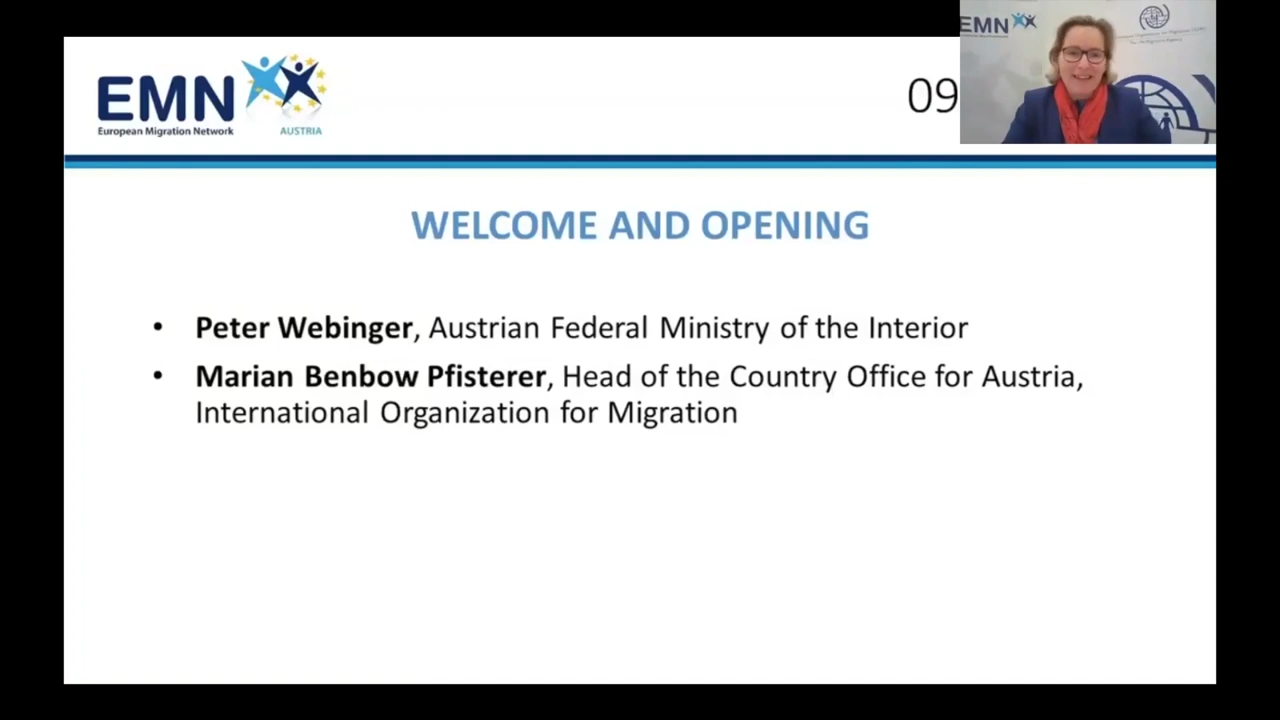 EMN
European Migration Network
AUSTRIA
09
EMN
WELCOME AND OPENING
• Peter Webinger, Austrian Federal Ministry of the Interior
• Marian Benbow Pfisterer, Head of the Country Office for Austria,
International Organization for Migration